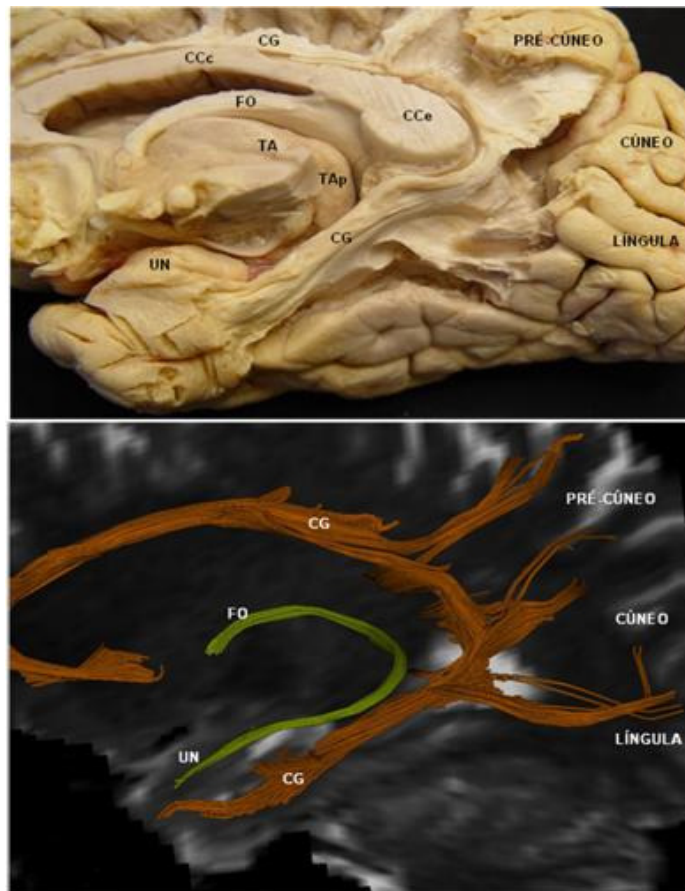 CG
PRÉ-CÚNEO
CCc
FO
CCe
CÚNEO
TA
TAp
CG
LÍNGULA
UN
CG
PRÉ-CÚNEO
FO
CÚNEO
UN
CG
LÍNGULA